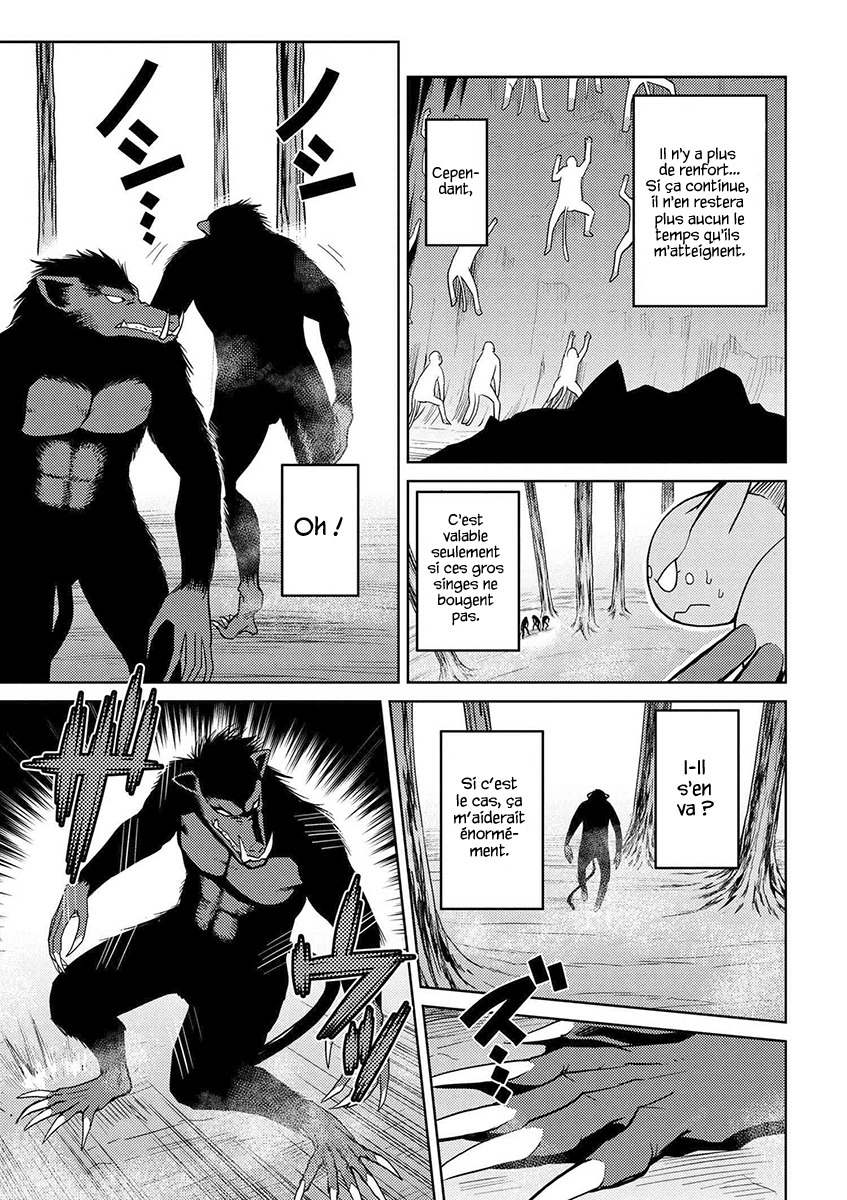 Il n'y a plus
de renfort...
Si ça continue,
il n'en restera
plus aucun le
temps qu'ils
m'atteignent.
Cepen-
dant,
C'est
valable
seulement
si ces gros
singes ne
bougent
pas.
ノシ
ノシ
Oh !
I-Il
s'en
va ?
Si c'est
le cas, ça
m'aiderait
énormé-
ment.
ズ